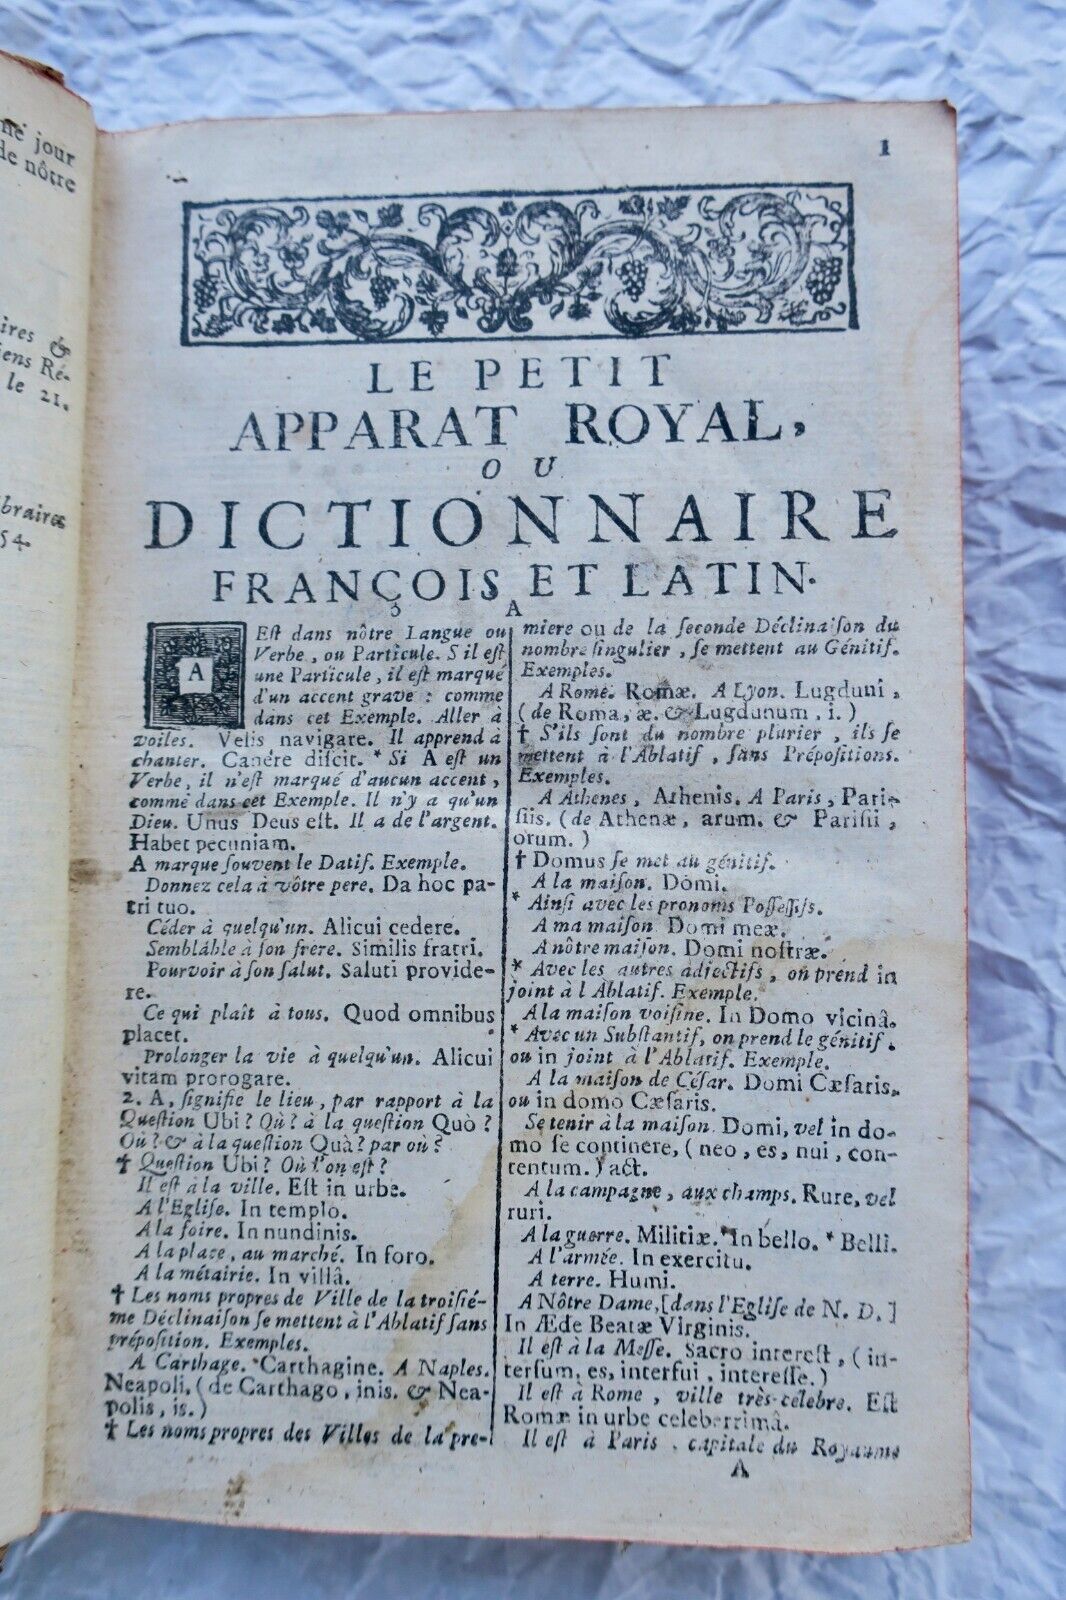 ne jour
de nôtre
ires &
iens Ré-
le 21.
braires
54.
1
LE PETIT
APPARAT ROYAL,
OU
DICTIONNAIRE
FRANÇOIS ET LATIN.
A
A
Eſt dans nôtre Langue ou
Verbe, ou Particule. S il eſt
une Particule, il eſt marqué
d'un accent grave : comme
dans cet Exemple. Aller à
voiles. Velis navigare. Il apprend à
chanter. Canere diſcit. * Si A eſt un
Verbe, il n'eſt marqué d'aucun accent,
comme dans cet Exemple. Il n'y a qu'un
Dieu. Unus Deus eſt. Il a de l'argent.
Habet pecuniam.
A marque ſouvent le Datif. Exemple.
Donnez cela à vôtre pere. Da hoc pa-
tri tuo.
Céder à quelqu'un. Alicui cedere.
Semblable à ſon frere. Similis fratri.
Pourvoir à ſon ſalut. Saluti provide-
re.
Ce qui plaît à tous. Quod omnibus
placet.
Prolonger la vie à quelqu'un. Alicui
vitam prorogare.
2. A, ſignifie le lieu, par rapport à la
Queſtion Ubi? Où? à la queſtion Quò?
Où? & à la queſtion Quà? par où?
† Queſtion Ubi? Où l'on eſt?
Il eſt à la ville. Eſt in urbe.
A l'Egliſe. In templo.
A la foire. In nundinis.
A la place, au marché. In foro.
A la métairie. In villâ.
† Les noms propres de Ville de la troiſié-
me Déclinaiſon ſe mettent à l'Ablatif ſans
prépoſition. Exemples.
A Carthage. Carthagine. A Naples.
Neapoli. (de Carthago, inis. & Nea-
polis, is.)
† Les noms propres des Villes de la pre-
miere ou de la ſeconde Déclinaiſon du
nombre ſingulier, ſe mettent au Génitif.
Exemples.
A Rome. Romæ. A Lyon. Lugduni,
(de Roma, æ. & Lugdunum, i.)
† S'ils ſont du nombre plurier, ils ſe
mettent à l'Ablatif, ſans Prépoſitions.
Exemples.
A Athenes, Athenis. A Paris, Pari-
ſiis. (de Athenæ, arum. & Pariſii,
orum.)
† Domus ſe met au génitif.
A la maiſon. Domi.
* Ainſi avec les pronoms Poſſeſſifs.
A ma maiſon. Domi meæ.
A nôtre maiſon. Domi noſtræ.
* Avec les autres adjectifs, on prend in
joint à l Ablatif. Exemple.
A la maiſon voiſine. In Domo vicinâ.
* Avec un Subſtantif, on prend le génitif.
ou in joint à l'Ablatif. Exemple.
A la maiſon de Céſar. Domi Cæſaris,
ou in domo Cæſaris.
Se tenir à la maiſon. Domi, vel in do-
mo ſe continere, (neo, es, nui, con-
tentum.) act.
A la campagne, aux champs. Rure, vel
ruri.
A la guerre. Militiæ. * In bello. * Belli.
A l'armée. In exercitu.
A terre. Humi.
A Nôtre Dame, [dans l'Egliſe de N. D.]
In Æde Beatæ Virginis.
Il eſt à la Meſſe. Sacro intereſt, (in-
terſum, es, interfui, intereſſe.)
Il eſt à Rome, ville très-celebre. Eſt
Romæ in urbe celeberrimâ.
Il eſt à Paris, capitale du Royaume
A